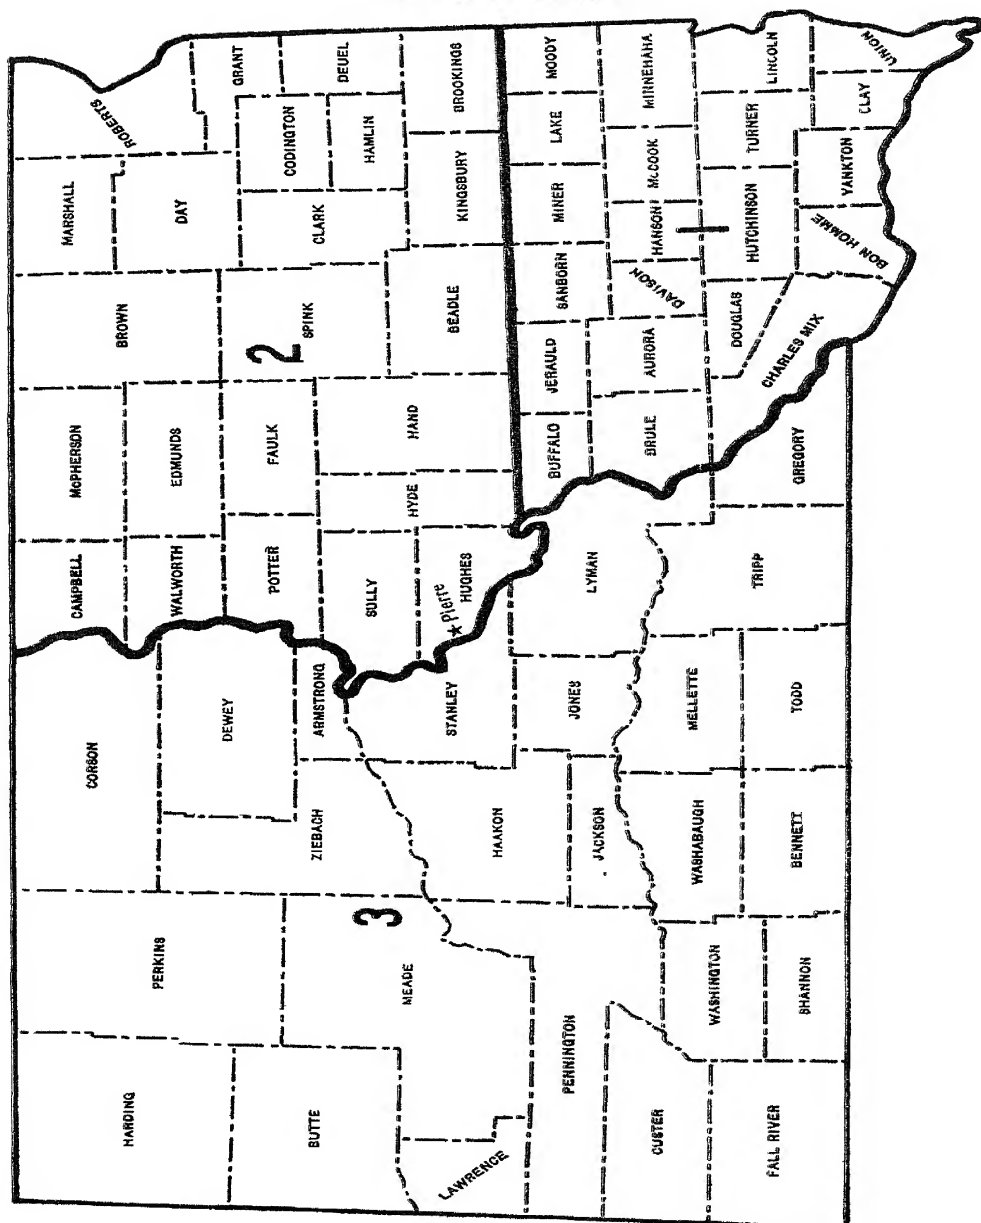 HARDING
PERKINS
CORSON
CAMPBELL
McPHERSON
BROWN
MARSHALL
ROBERTS
WALWORTH
EDMUNDS
DAY
GRANT
BUTTE
DEWEY
POTTER
FAULK
2
SPINK
CODINGTON
DEUEL
ZIEBACH
ARMSTRONG
CLARK
HAMLIN
3
MEADE
SULLY
HYDE
HAND
BEADLE
KINGSBURY
BROOKINGS
LAWRENCE
HAAKON
STANLEY
★ Pierre
HUGHES
PENNINGTON
JONES
LYMAN
BUFFALO
JERAULD
SANBORN
MINER
LAKE
MOODY
JACKSON
BRULE
AURORA
DAVISON
HANSON
McCOOK
MINNEHAHA
1
CUSTER
WASHINGTON
WASHABAUGH
MELLETTE
TRIPP
GREGORY
CHARLES MIX
DOUGLAS
HUTCHINSON
TURNER
LINCOLN
FALL RIVER
SHANNON
BENNETT
TODD
BON HOMME
YANKTON
CLAY
UNION